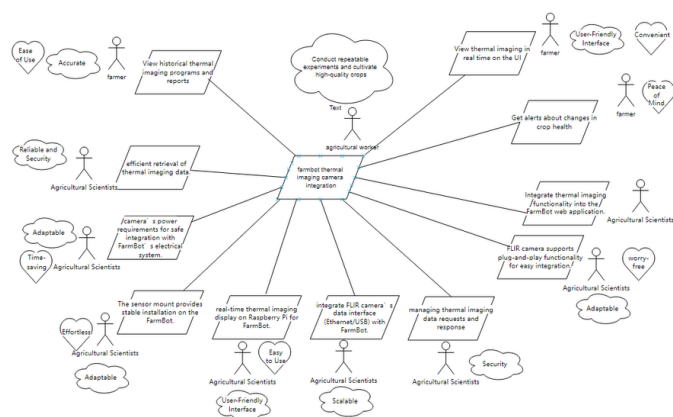 Ease
of Use
Accurate
farmer
View historical thermal
imaging programs and
reports
Conduct repeatable
experiments and cultivate
high-quality crops
Text
agricultural worker
View thermal imaging in
real time on the UI
farmer
User-Friendly
Interface
Convenient
Get alerts about changes in
crop health
farmer
Peace
of
Mind
Reliable and
Security
Agricultural Scientists
efficient retrieval of
thermal imaging data.
farmbot thermal
imaging camera
integration
Integrate thermal imaging
functionality into the
FarmBot web application.
Agricultural Scientists
Adaptable
Time-
saving
Agricultural Scientists
camera's power
requirements for safe
integration with
FarmBot's electrical
system.
FLIR camera supports
plug-and-play functionality
for easy integration.
Agricultural Scientists
worry-
free
Adaptable
Effortless
Agricultural Scientists
Adaptable
The sensor mount provides
stable installation on the
FarmBot.
real-time thermal imaging
display on Raspberry Pi for
FarmBot.
Easy
to Use
Agricultural Scientists
User-Friendly
Interface
integrate FLIR camera's
data interface
(Ethernet/USB) with
FarmBot.
Agricultural Scientists
Scalable
managing thermal imaging
data requests and
response
Agricultural Scientists
Security